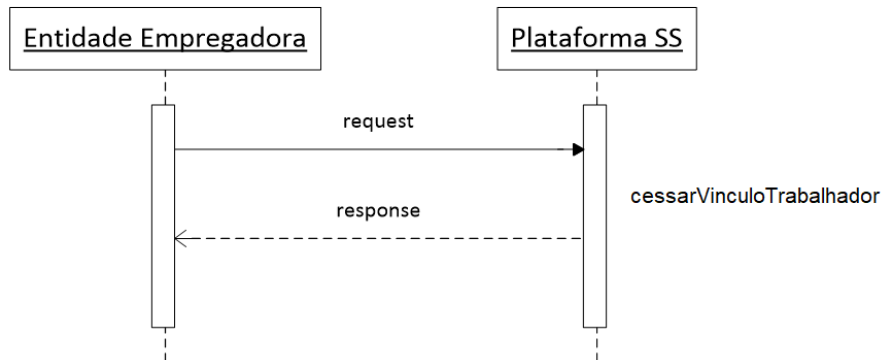 Entidade Empregadora
Plataforma SS
request
cessarVinculoTrabalhador
response